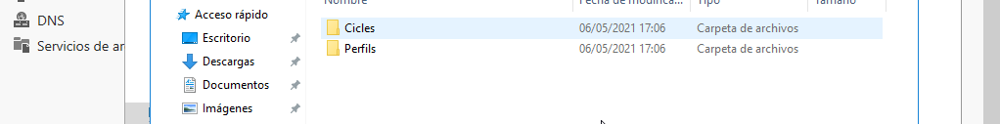 DNS
Servicios de ar
Acceso rápido
Escritorio
Descargas
Documentos
Imágenes
Nombre Fecha de modifica... Tipo Tamaño
Cicles 06/05/2021 17:06 Carpeta de archivos
Perfils 06/05/2021 17:06 Carpeta de archivos